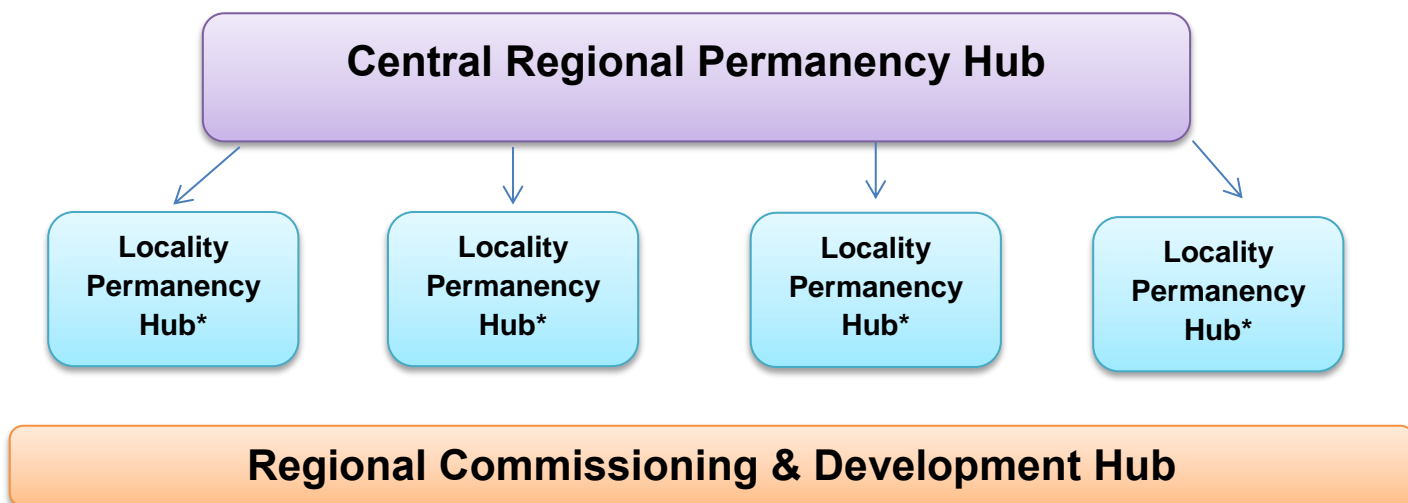 Central Regional Permanency Hub
Locality
Permanency
Hub*
Locality
Permanency
Hub*
Locality
Permanency
Hub*
Locality
Permanency
Hub*
Regional Commissioning & Development Hub